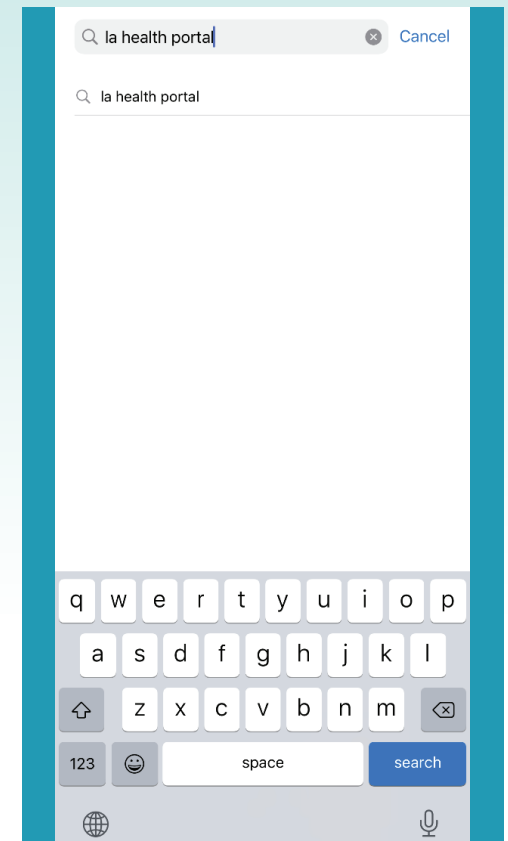 la health portal Cancel
la health portal
q w e r t y u i o p
a s d f g h j k l
z x c v b n m
123 space search